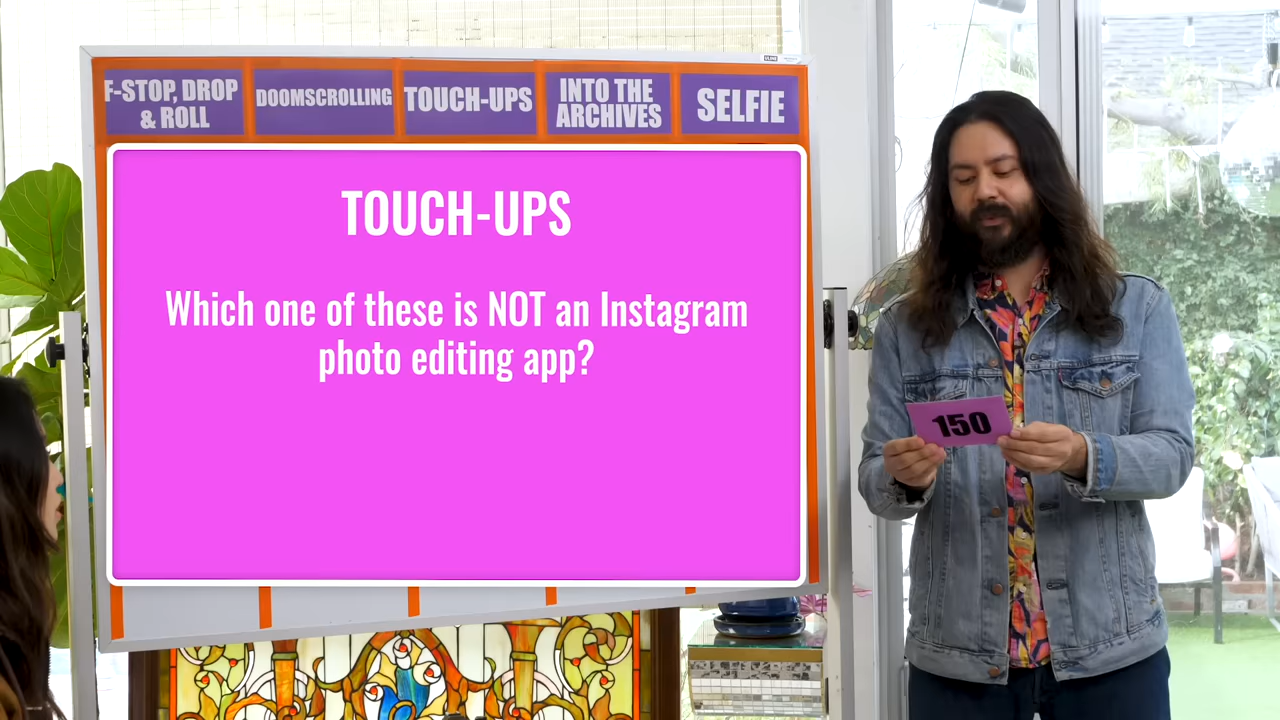 F-STOP, DROP
& ROLL
DOOMSCROLLING
TOUCH-UPS
INTO THE
ARCHIVES
SELFIE
TOUCH-UPS
Which one of these is NOT an Instagram
photo editing app?
150